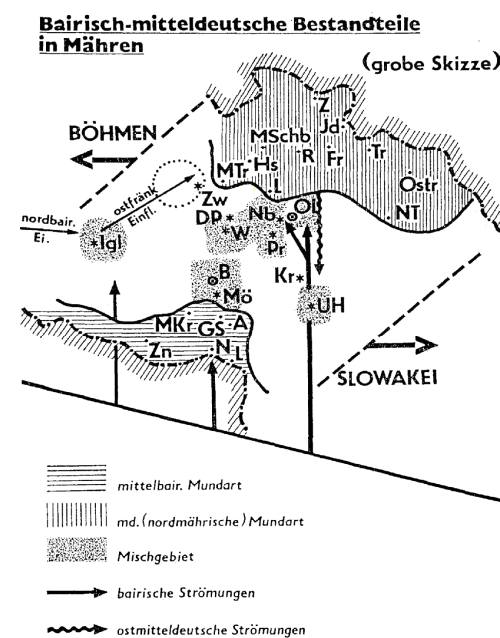 Bairisch-mitteldeutsche Bestandteile
in Mähren
(grobe Skizze)
Z
BÖHMEN
Jd
MSchb
Hs
R
Fr
Tr
MTr
L
Ostr
ostfränk
Einfl.
Zw
nordbair.
Ei.
Igl
DP
W
Nb
Ol
NT
Pr
Kr
B
Mö
UH
MKr
GS
A
Zn
N
L
SLOWAKEI
mittelbair. Mundart
md. (nordmährische) Mundart
Mischgebiet
bairische Strömungen
ostmitteldeutsche Strömungen